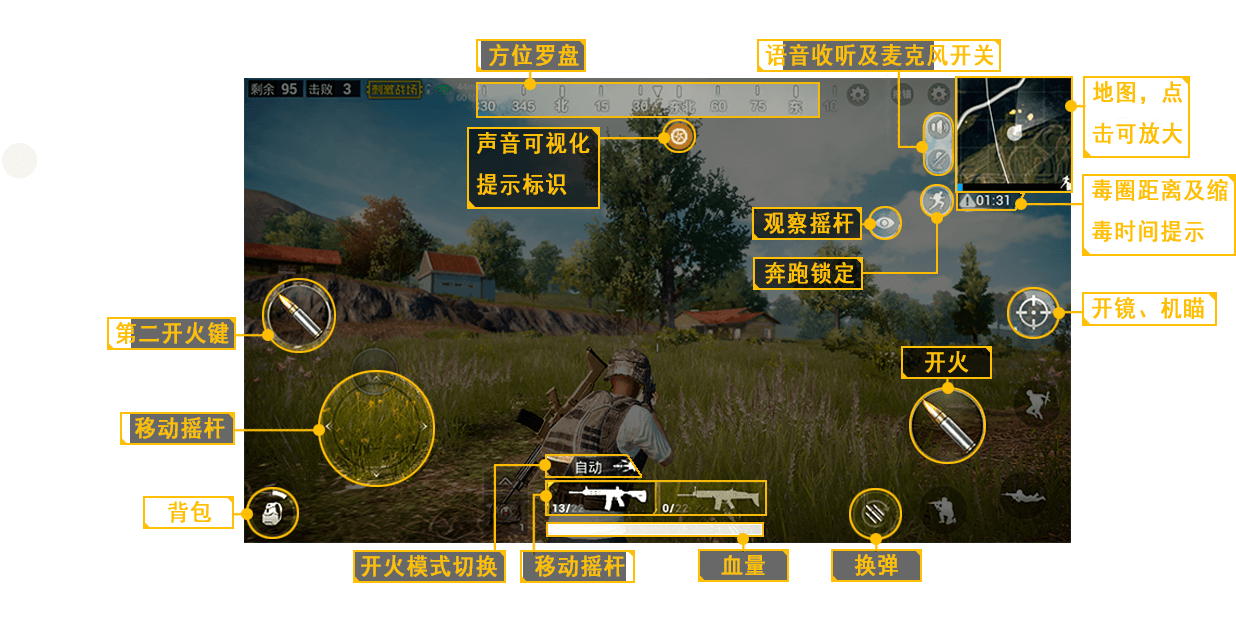 方位罗盘
语音收听及麦克风开关
剩余 95 击败 3 刺激战场
330 345 北 15 30 东北 60 75 东
地图，点
击可放大
声音可视化
提示标识
毒圈距离及缩
毒时间提示
01:31
观察摇杆
奔跑锁定
开镜、机瞄
第二开火键
开火
移动摇杆
自动
背包
13/22
0/22
1
开火模式切换
移动摇杆
血量
换弹